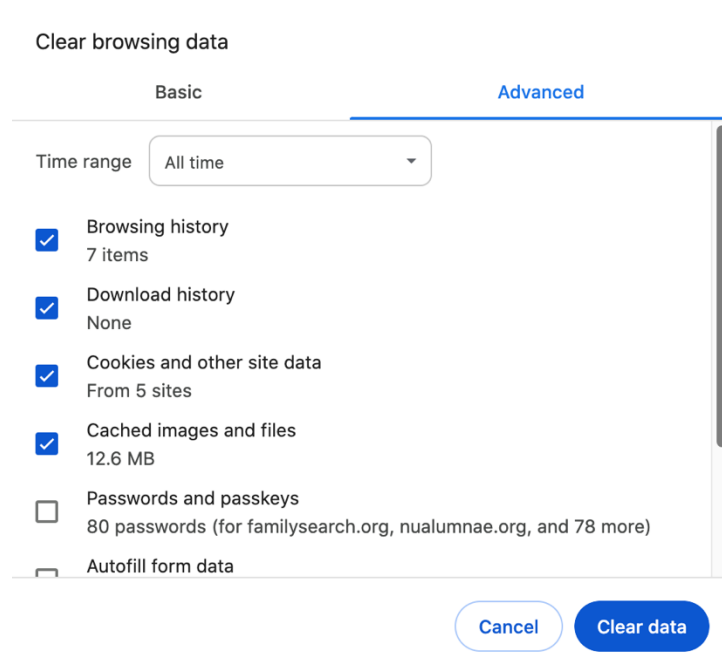 Clear browsing data
Basic
Advanced
Time range
All time
Browsing history
7 items
Download history
None
Cookies and other site data
From 5 sites
Cached images and files
12.6 MB
Passwords and passkeys
80 passwords (for familysearch.org, nualumnae.org, and 78 more)
Autofill form data
Cancel
Clear data